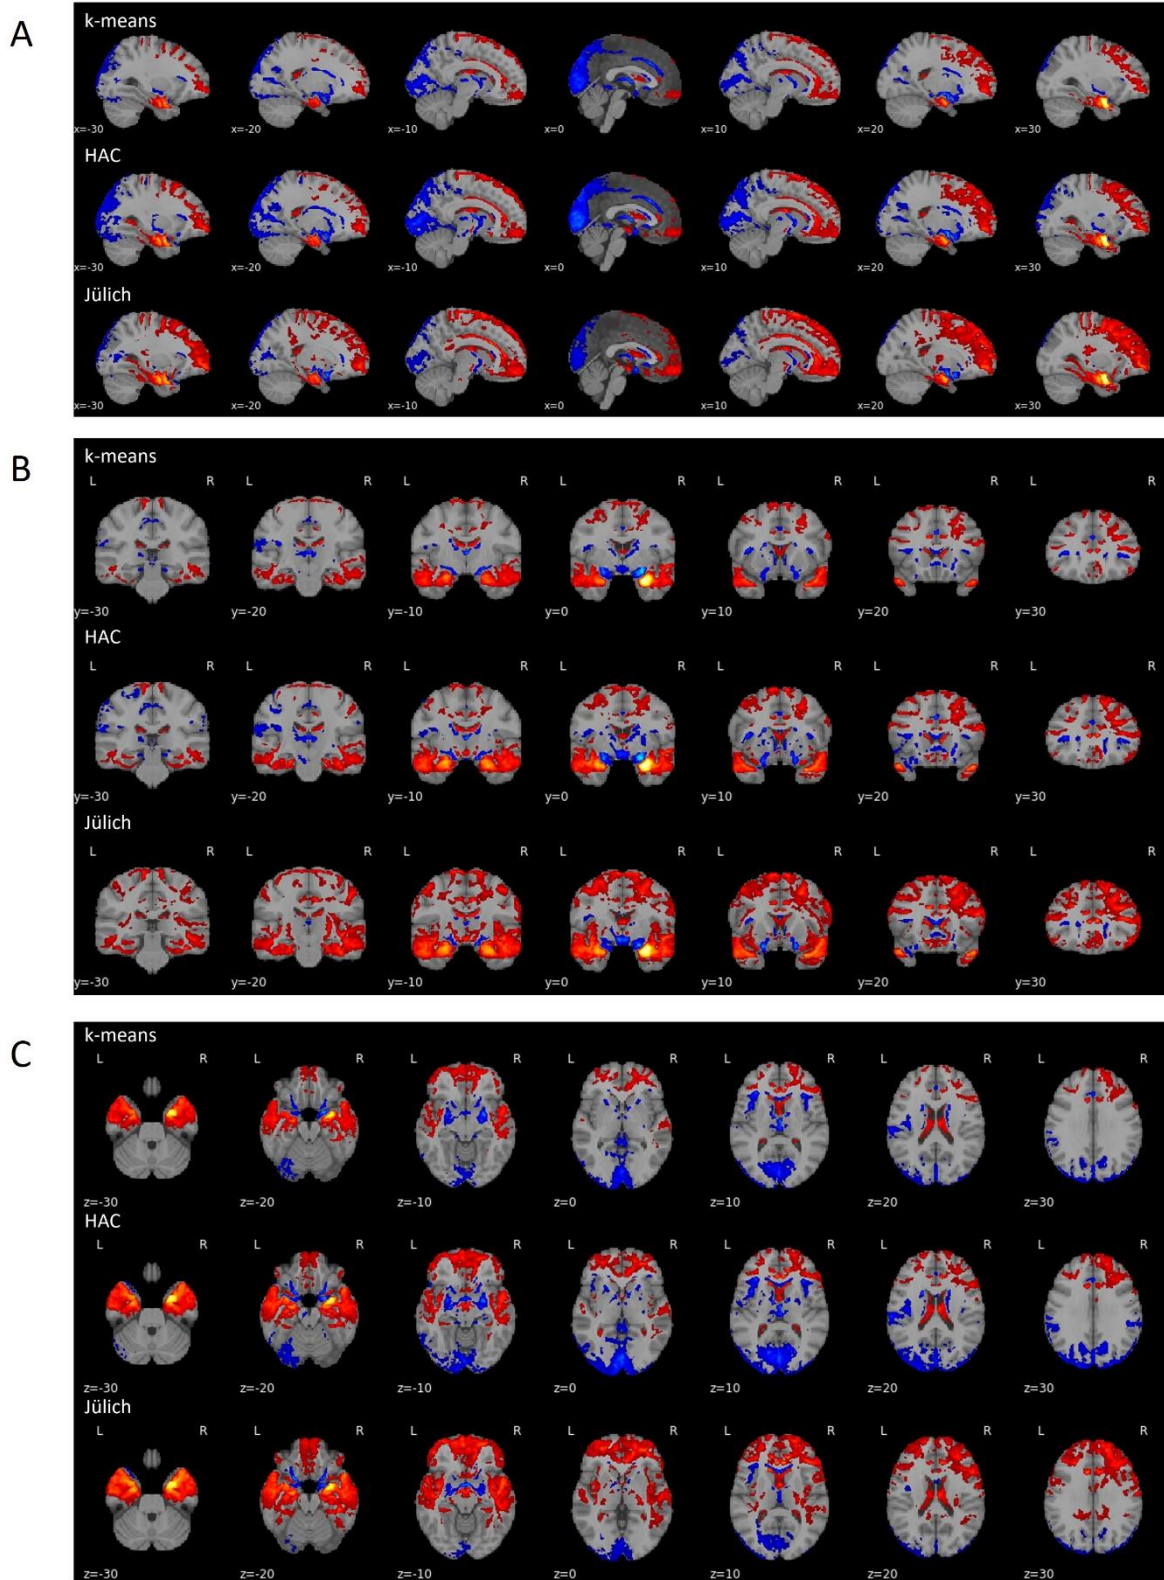 A
k-means
x=-30 x=-20 x=-10 x=0 x=10 x=20 x=30
HAC
x=-30 x=-20 x=-10 x=0 x=10 x=20 x=30
Jülich
x=-30 x=-20 x=-10 x=0 x=10 x=20 x=30
B
k-means
L R L R L R L R L R L R L R
y=-30 y=-20 y=-10 y=0 y=10 y=20 y=30
HAC
L R L R L R L R L R L R L R
y=-30 y=-20 y=-10 y=0 y=10 y=20 y=30
Jülich
L R L R L R L R L R L R L R
y=-30 y=-20 y=-10 y=0 y=10 y=20 y=30
C
k-means
L R L R L R L R L R L R L R
z=-30 z=-20 z=-10 z=0 z=10 z=20 z=30
HAC
L R L R L R L R L R L R L R
z=-30 z=-20 z=-10 z=0 z=10 z=20 z=30
Jülich
L R L R L R L R L R L R L R
z=-30 z=-20 z=-10 z=0 z=10 z=20 z=30